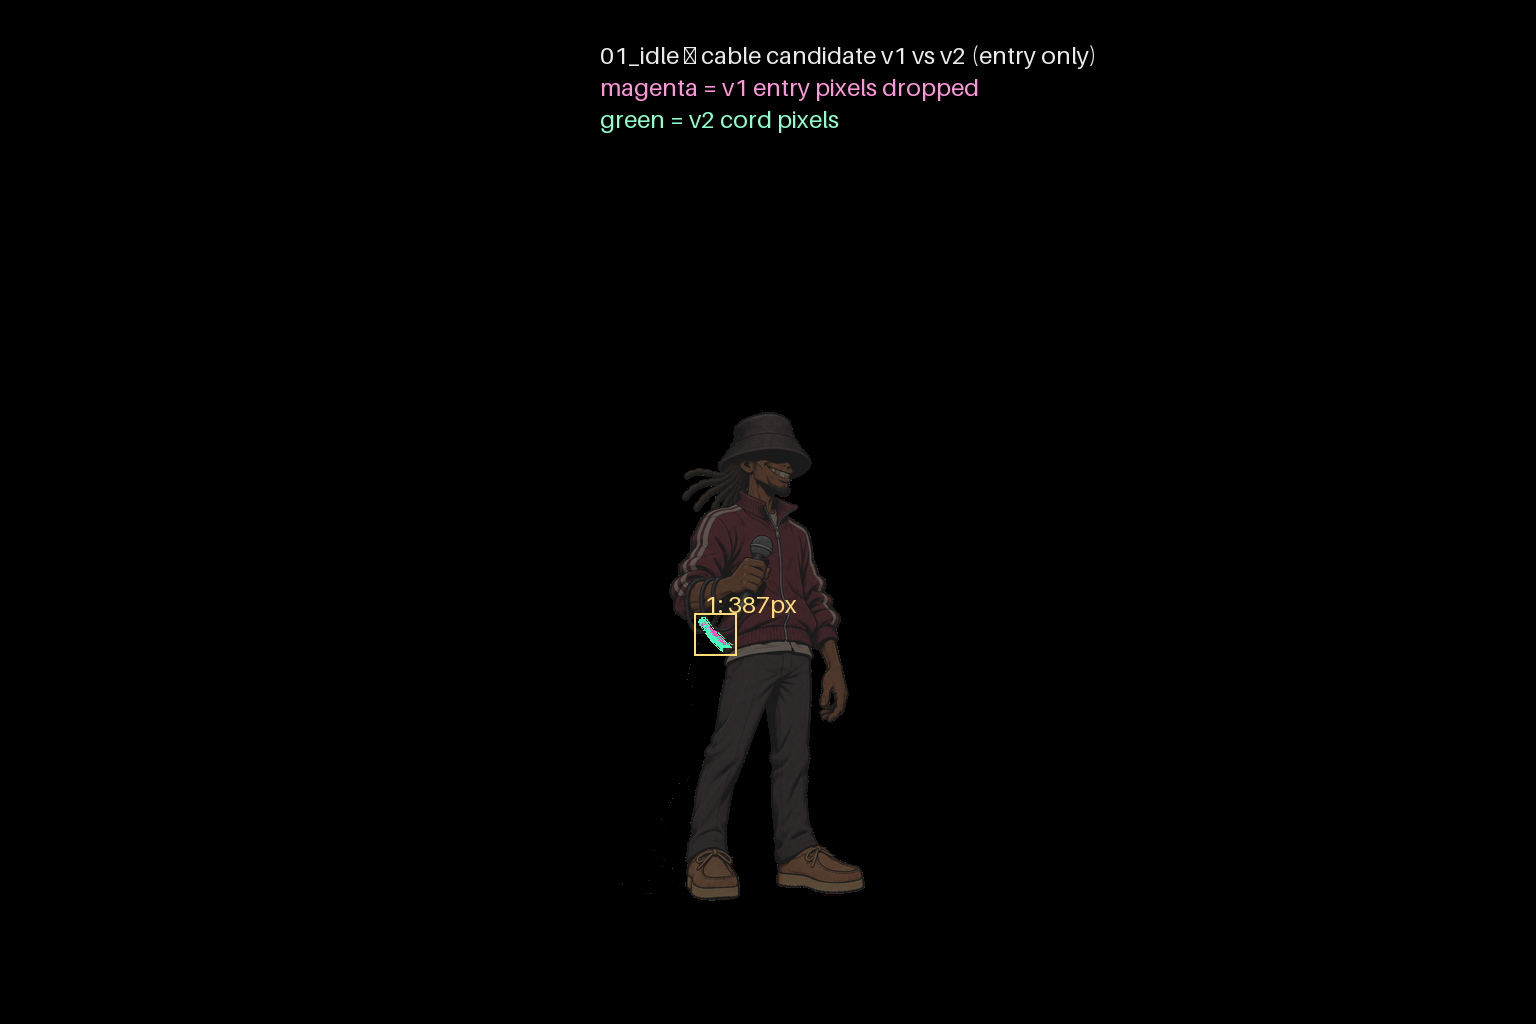 01_idle ☒ cable candidate v1 vs v2 (entry only)
magenta = v1 entry pixels dropped
green = v2 cord pixels
1: 387px